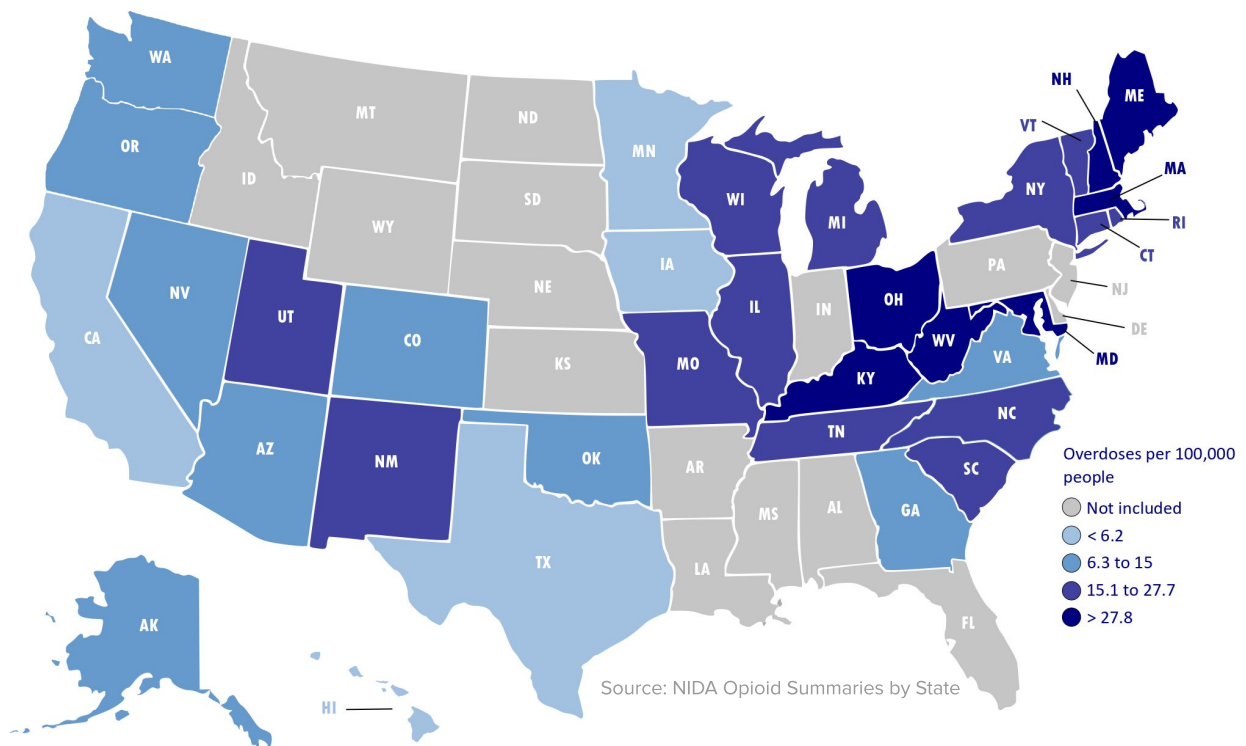 WA
NH
ME
MT
ND
VT
OR
MN
MA
ID
SD
WI
NY
MI
RI
WY
CT
IA
PA
NV
NE
NJ
OH
IL
IN
UT
DE
CA
CO
WV
MD
VA
KS
MO
KY
NC
TN
AZ
NM
OK
Overdoses per 100,000
people
AR
SC
Not included
MS
AL
GA
< 6.2
TX
6.3 to 15
LA
15.1 to 27.7
> 27.8
AK
FL
Source: NIDA Opioid Summaries by State
HI